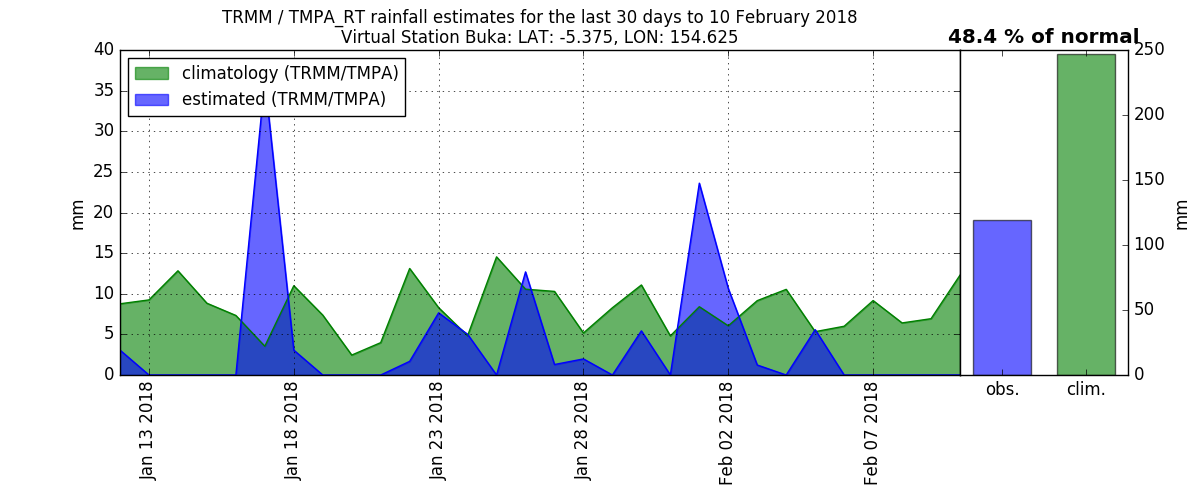 TRMM / TMPA_RT rainfall estimates for the last 30 days to 10 February 2018
Virtual Station Buka: LAT: -5.375, LON: 154.625
48.4 % of normal
climatology (TRMM/TMPA)
estimated (TRMM/TMPA)
40
35
30
25
20
15
10
5
0
mm
Jan 13 2018
Jan 18 2018
Jan 23 2018
Jan 28 2018
Feb 02 2018
Feb 07 2018
250
200
150
100
50
0
mm
obs.
clim.